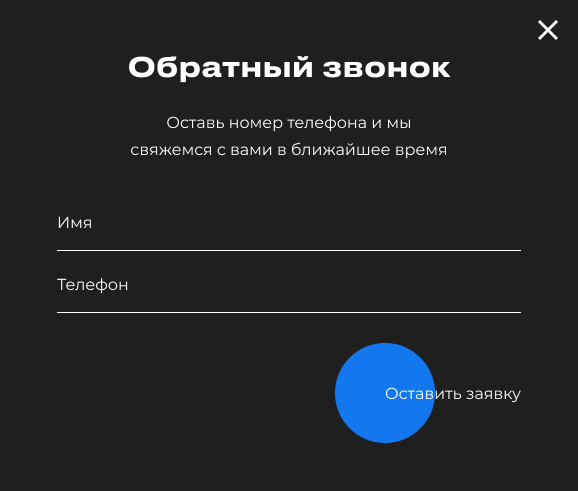 Обратный звонок
Оставь номер телефона и мы
свяжемся с вами в ближайшее время
Имя
Телефон
Оставить заявку